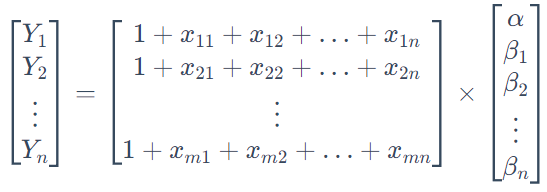 Y₁ 1 + x₁₁ + x₁₂ + … + x₁ₙ α
Y₂ = 1 + x₂₁ + x₂₂ + … + x₂ₙ × β₁
⋮ ⋮ β₂
Yₙ 1 + xₘ₁ + xₘ₂ + … + xₘₙ ⋮
βₙ